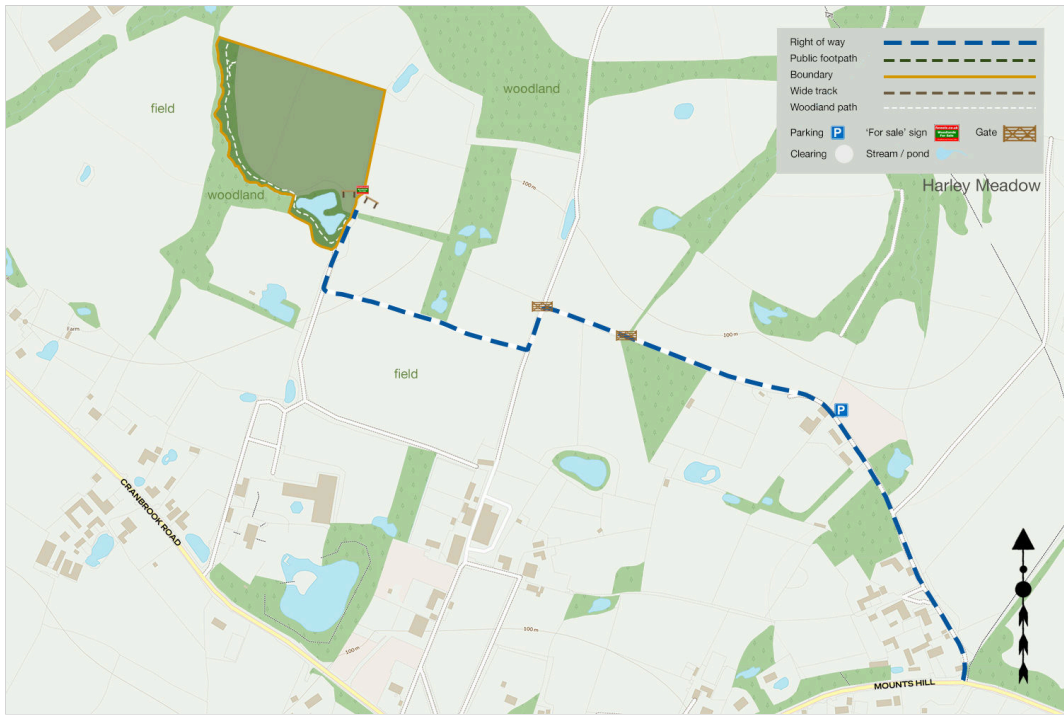 Right of way
Public footpath
Boundary
Wide track
Woodland path
Parking P 'For sale' sign Gate
Clearing Stream / pond
Harley Meadow
woodland
field
woodland
100 m
100 m
Farm
field
P
CRANBROOK ROAD
100 m
100 m
MOUNTS HILL